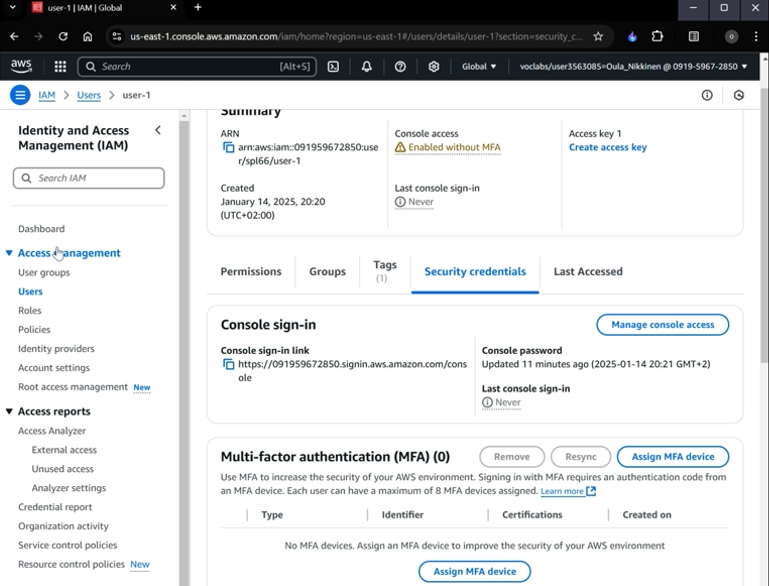 user-1 | IAM | Global
us-east-1.console.aws.amazon.com/iam/home?region=us-east-1#/users/details/user-1?section=security_c...
aws
Search
[Alt+S]
Global
voclabs/user3563085=Oula_Nikkinen @ 0919-5967-2850
IAM > Users > user-1
Identity and Access
Management (IAM)
Search IAM
Dashboard
Access management
User groups
Users
Roles
Policies
Identity providers
Account settings
Root access management New
Access reports
Access Analyzer
External access
Unused access
Analyzer settings
Credential report
Organization activity
Service control policies
Resource control policies New
Summary
ARN
arn:aws:iam::091959672850:use
r/spl66/user-1
Created
January 14, 2025, 20:20
(UTC+02:00)
Console access
Enabled without MFA
Last console sign-in
Never
Access key 1
Create access key
Permissions
Groups
Tags
(1)
Security credentials
Last Accessed
Console sign-in
Manage console access
Console sign-in link
https://091959672850.signin.aws.amazon.com/cons
ole
Console password
Updated 11 minutes ago (2025-01-14 20:21 GMT+2)
Last console sign-in
Never
Multi-factor authentication (MFA) (0)
Remove
Resync
Assign MFA device
Use MFA to increase the security of your AWS environment. Signing in with MFA requires an authentication code from
an MFA device. Each user can have a maximum of 8 MFA devices assigned. Learn more
Type
Identifier
Certifications
Created on
No MFA devices. Assign an MFA device to improve the security of your AWS environment
Assign MFA device